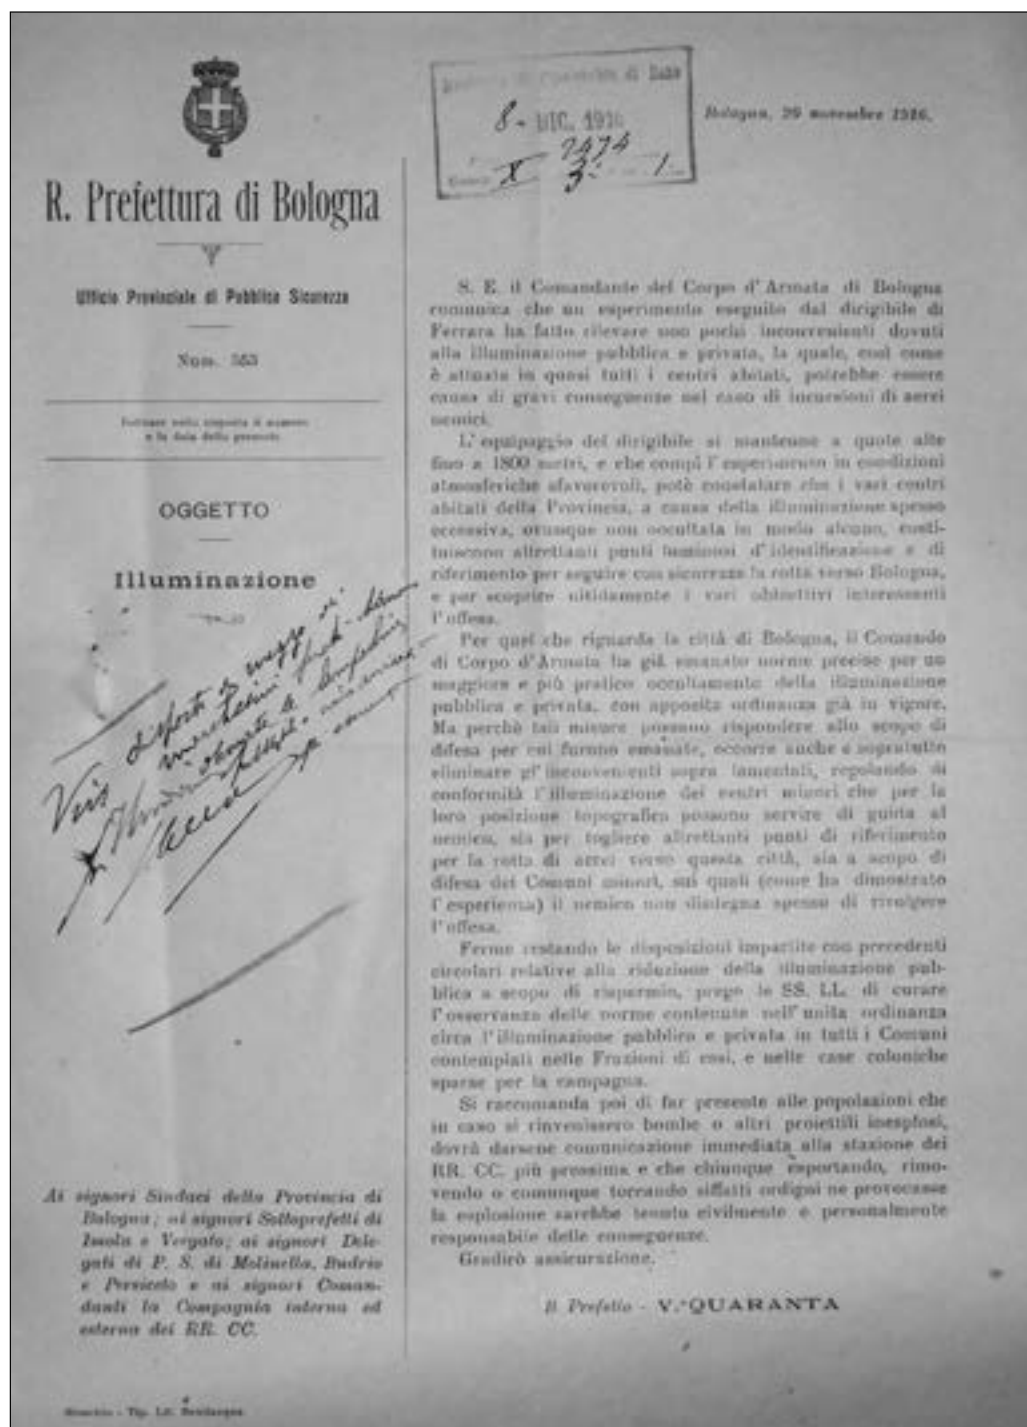 R. Prefettura di Bologna
Ufficio Provinciale di Pubblica Sicurezza
Num. 553
e la data della presente
OGGETTO
Illuminazione
Vis
Ai signori Sindaci della Provincia di
Bologna; ai signori Sottoprefetti di
Imola e Vergato; ai signori Dele-
gati di P. S. di Molinella, Budrio
e Persiceto e ai signori Coman-
danti la Compagnia interna ed
esterna dei RR. CC.
8 - DIC. 1916
2474
X 3 1
Bologna, 29 novembre 1916.
S. E. il Comandante del Corpo d'Armata di Bologna
comunica che un esperimento eseguito dal dirigibile di
Ferrara ha fatto rilevare non pochi inconvenienti dovuti
alla illuminazione pubblica e privata, la quale, così come
è attuata in quasi tutti i centri abitati, potrebbe essere
causa di gravi conseguenze nel caso di incursioni di aerei
nemici.
L'equipaggio del dirigibile si mantenne a quote alte
fino a 1800 metri, e che compì l'esperimento in condizioni
atmosferiche sfavorevoli, potè constatare che i vari centri
abitati della Provincia, a causa della illuminazione spesso
eccessiva, ovunque non occultata in modo alcuno, costi-
tuiscono altrettanti punti luminosi d'identificazione e di
riferimento per seguire con sicurezza la rotta verso Bologna,
e per scoprire nitidamente i vari obbiettivi interessanti
l'offesa.
Per quel che riguarda la città di Bologna, il Comando
di Corpo d'Armata ha già emanato norme precise per un
maggiore e più pratico occultamento della illuminazione
pubblica e privata, con apposita ordinanza già in vigore.
Ma perchè tali misure possano rispondere allo scopo di
difesa per cui furono emanate, occorre anche e sopratutto
eliminare gl'inconvenienti sopra lamentati, regolando di
conformità l'illuminazione dei centri minori che per la
loro posizione topografica possono servire di guida al
nemico, sia per togliere altrettanti punti di riferimento
per la rotta di aerei verso questa città, sia a scopo di
difesa dei Comuni minori, sui quali (come ha dimostrato
l'esperienza) il nemico non disdegna spesso di rivolgere
l'offesa.
Ferme restando le disposizioni impartite con precedenti
circolari relative alla riduzione della illuminazione pub-
blica a scopo di risparmio, prego le SS. LL. di curare
l'osservanza delle norme contenute nell'unita ordinanza
circa l'illuminazione pubblica e privata in tutti i Comuni
contemplati nelle Frazioni di essi, e nelle case coloniche
sparse per la campagna.
Si raccomanda poi di far presente alle popolazioni che
in caso si rinvenissero bombe o altri proiettili inesplosi,
dovrà darsene comunicazione immediata alla stazione dei
RR. CC. più prossima e che chiunque esportando, rimo-
vendo o comunque toccando siffatti ordigni ne provocasse
la esplosione sarebbe tenuto civilmente e personalmente
responsabile delle conseguenze.
Gradirò assicurazione.
Il Prefetto - V. QUARANTA